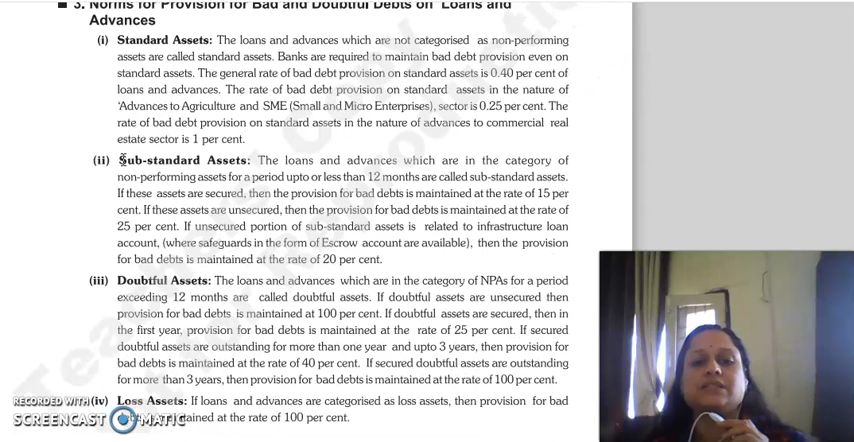 3. Norms for Provision for Bad and Doubtful Debts on Loans and
Advances
(i) Standard Assets: The loans and advances which are not categorised as non-performing
assets are called standard assets. Banks are required to maintain bad debt provision even on
standard assets. The general rate of bad debt provision on standard assets is 0.40 per cent of
loans and advances. The rate of bad debt provision on standard assets in the nature of
'Advances to Agriculture and SME (Small and Micro Enterprises), sector is 0.25 per cent. The
rate of bad debt provision on standard assets in the nature of advances to commercial real
estate sector is 1 per cent.
(ii) Sub-standard Assets: The loans and advances which are in the category of
non-performing assets for a period upto or less than 12 months are called sub-standard assets.
If these assets are secured, then the provision for bad debts is maintained at the rate of 15 per
cent. If these assets are unsecured, then the provision for bad debts is maintained at the rate of
25 per cent. If unsecured portion of sub-standard assets is related to infrastructure loan
account, (where safeguards in the form of Escrow account are available), then the provision
for bad debts is maintained at the rate of 20 per cent.
(iii) Doubtful Assets: The loans and advances which are in the category of NPAs for a period
exceeding 12 months are called doubtful assets. If doubtful assets are unsecured then
provision for bad debts is maintained at 100 per cent. If doubtful assets are secured, then in
the first year, provision for bad debts is maintained at the rate of 25 per cent. If secured
doubtful assets are outstanding for more than one year and upto 3 years, then provision for
bad debts is maintained at the rate of 40 per cent. If secured doubtful assets are outstanding
for more than 3 years, then provision for bad debts is maintained at the rate of 100 per cent.
(iv) Loss Assets: If loans and advances are categorised as loss assets, then provision for bad
tained at the rate of 100 per cent.
RECORDED WITH
SCREENCAST MATIC